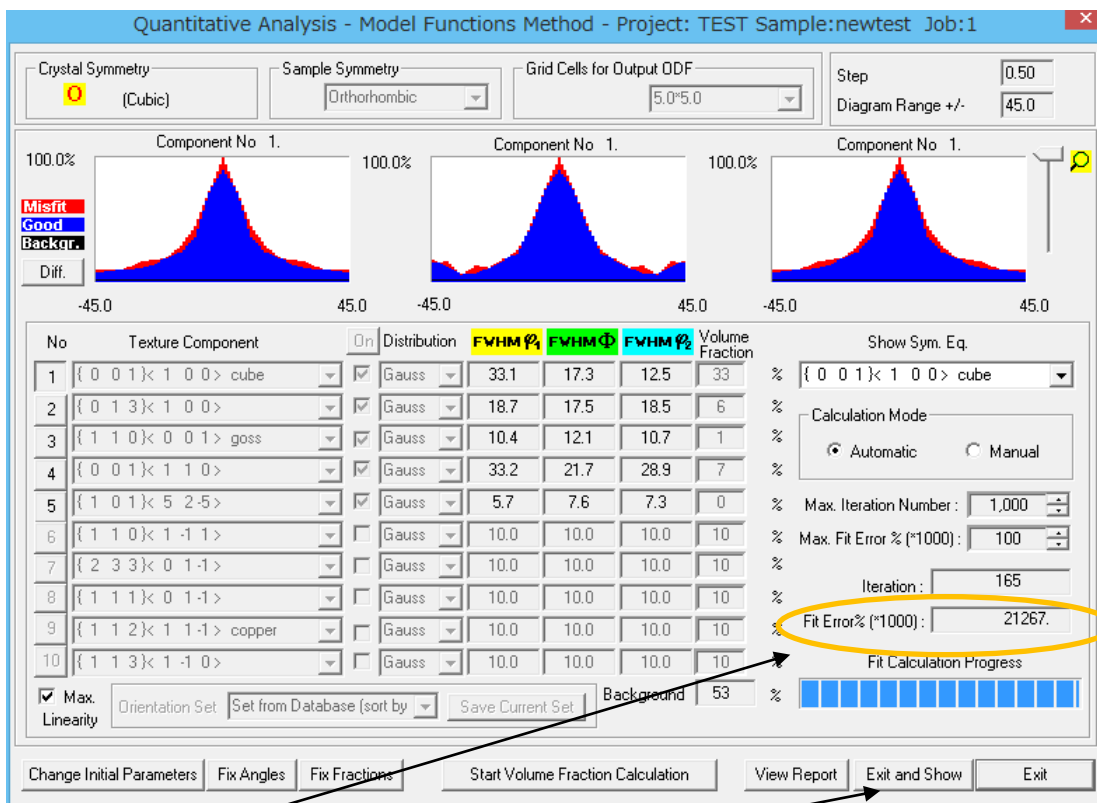 Quantitative Analysis - Model Functions Method - Project: TEST Sample:newtest Job:1
Crystal Symmetry
O (Cubic)
Sample Symmetry
Orthorhombic
Grid Cells for Output ODF
5.0*5.0
Step 0.50
Diagram Range +/- 45.0
Component No 1. Component No 1. Component No 1.
100.0% 100.0% 100.0%
Misfit
Good
Backgr.
Diff.
-45.0 45.0 -45.0 45.0 -45.0 45.0
No Texture Component On Distribution FWHM φ1 FWHM Φ FWHM φ2 Volume Fraction
1 { 0 0 1}< 1 0 0> cube Gauss 33.1 17.3 12.5 33 %
2 { 0 1 3}< 1 0 0> Gauss 18.7 17.5 18.5 6 %
3 { 1 1 0}< 0 0 1> goss Gauss 10.4 12.1 10.7 1 %
4 { 0 0 1}< 1 1 0> Gauss 33.2 21.7 28.9 7 %
5 { 1 0 1}< 5 2-5> Gauss 5.7 7.6 7.3 0 %
6 { 1 1 0}< 1 -1 1> Gauss 10.0 10.0 10.0 10 %
7 { 2 3 3}< 0 1-1> Gauss 10.0 10.0 10.0 10 %
8 { 1 1 1}< 0 1-1> Gauss 10.0 10.0 10.0 10 %
9 { 1 1 2}< 1 1-1> copper Gauss 10.0 10.0 10.0 10 %
10 { 1 1 3}< 1 -1 0> Gauss 10.0 10.0 10.0 10 %
Max. Linearity
Orientation Set Set from Database (sort by Save Current Set
Background 53 %
Show Sym. Eq.
{ 0 0 1}< 1 0 0> cube
Calculation Mode
Automatic Manual
Max. Iteration Number : 1,000
Max. Fit Error % (*1000) : 100
Iteration : 165
Fit Error% (*1000) : 21267.
Fit Calculation Progress
Change Initial Parameters Fix Angles Fix Fractions Start Volume Fraction Calculation View Report Exit and Show Exit